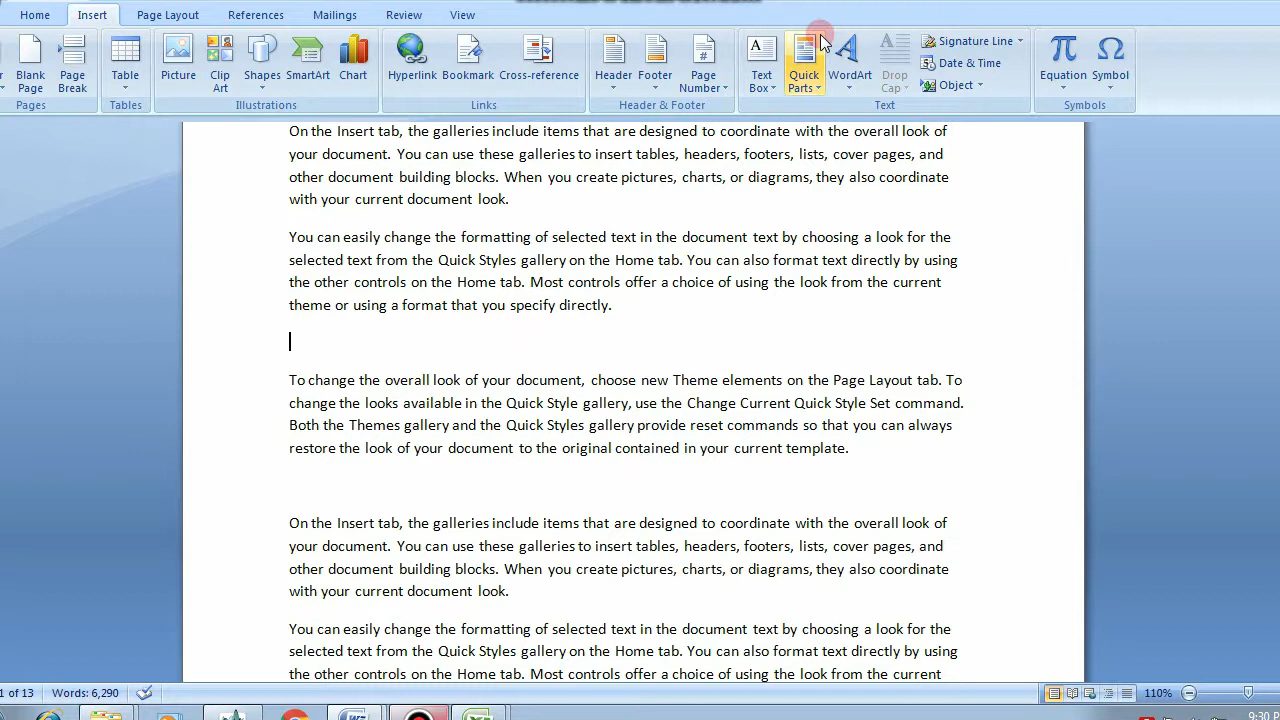 Home Insert Page Layout References Mailings Review View
Blank Page Page Break Table Picture Clip Art Shapes SmartArt Chart Hyperlink Bookmark Cross-reference Header Footer Page Number Text Box Quick Parts WordArt Drop Cap Signature Line Date & Time Object Equation Symbol
Pages Tables Illustrations Links Header & Footer Text Symbols
On the Insert tab, the galleries include items that are designed to coordinate with the overall look of
your document. You can use these galleries to insert tables, headers, footers, lists, cover pages, and
other document building blocks. When you create pictures, charts, or diagrams, they also coordinate
with your current document look.
You can easily change the formatting of selected text in the document text by choosing a look for the
selected text from the Quick Styles gallery on the Home tab. You can also format text directly by using
the other controls on the Home tab. Most controls offer a choice of using the look from the current
theme or using a format that you specify directly.
To change the overall look of your document, choose new Theme elements on the Page Layout tab. To
change the looks available in the Quick Style gallery, use the Change Current Quick Style Set command.
Both the Themes gallery and the Quick Styles gallery provide reset commands so that you can always
restore the look of your document to the original contained in your current template.
On the Insert tab, the galleries include items that are designed to coordinate with the overall look of
your document. You can use these galleries to insert tables, headers, footers, lists, cover pages, and
other document building blocks. When you create pictures, charts, or diagrams, they also coordinate
with your current document look.
You can easily change the formatting of selected text in the document text by choosing a look for the
selected text from the Quick Styles gallery on the Home tab. You can also format text directly by using
the other controls on the Home tab. Most controls offer a choice of using the look from the current
1 of 13 Words: 6,290 110%
9:30 P